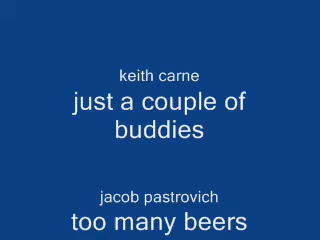 keith carne
just a couple of
buddies
jacob pastrovich
too many beers